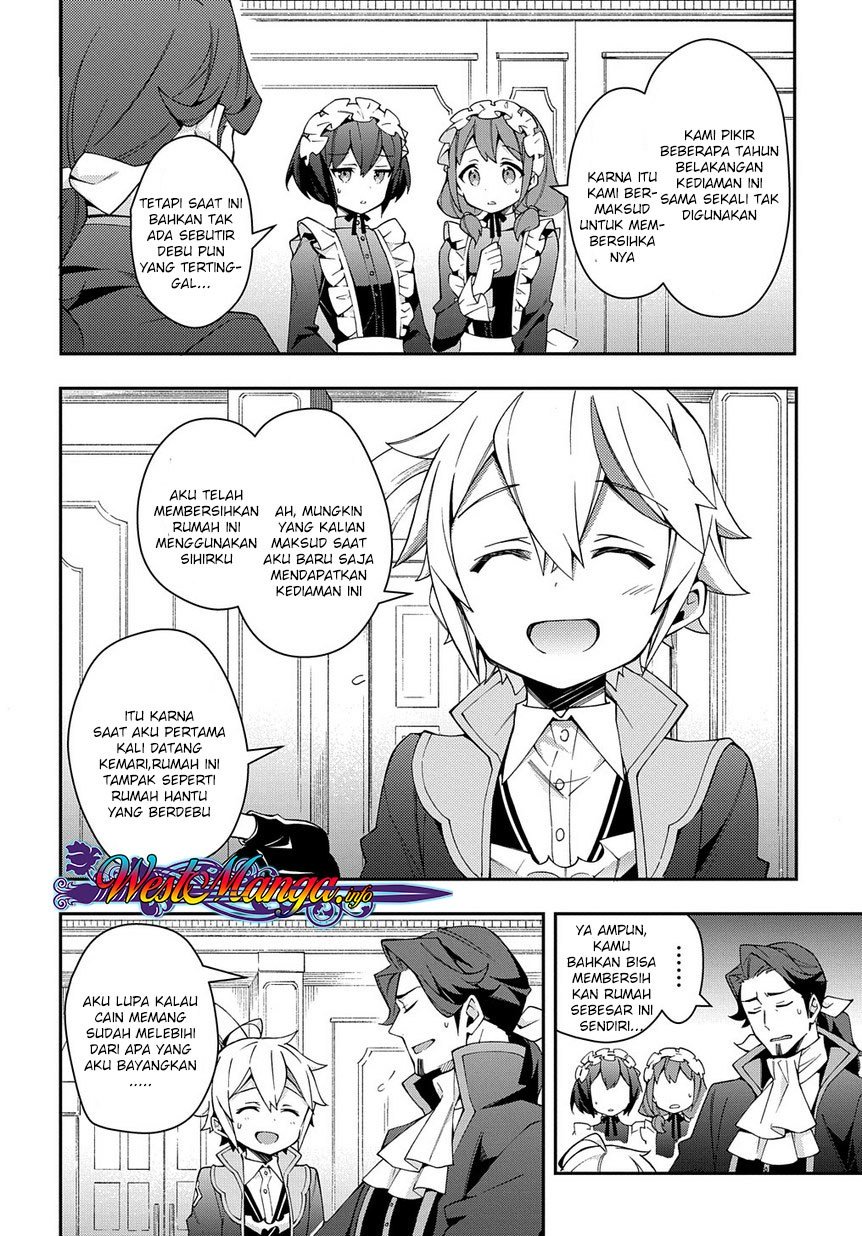 KAMI PIKIR
BEBERAPA TAHUN
BELAKANGAN
KEDIAMAN INI
SAMA SEKALI TAK
DIGUNAKAN
KARNA ITU
KAMI BER-
MAKSUD
UNTUK MEM-
BERSIHKA
NYA
TETAPI SAAT INI
BAHKAN TAK
ADA SEBUTIR
DEBU PUN
YANG TERTING-
GAL...
AH, MUNGKIN
YANG KALIAN
MAKSUD SAAT
AKU BARU SAJA
MENDAPATKAN
KEDIAMAN INI
AKU TELAH
MEMBERSIHKAN
RUMAH INI
MENGGUNAKAN
SIHIRKU
ITU KARNA
SAAT AKU PERTAMA
KALI DATANG
KEMARI,RUMAH INI
TAMPAK SEPERTI
RUMAH HANTU
YANG BERDEBU
WestManga.info
......
YA AMPUN,
KAMU
BAHKAN BISA
MEMBERSIH
KAN RUMAH
SEBESAR INI
SENDIRI...
AKU LUPA KALAU
CAIN MEMANG
SUDAH MELEBIHI
DARI APA YANG
AKU BAYANGKAN
.....